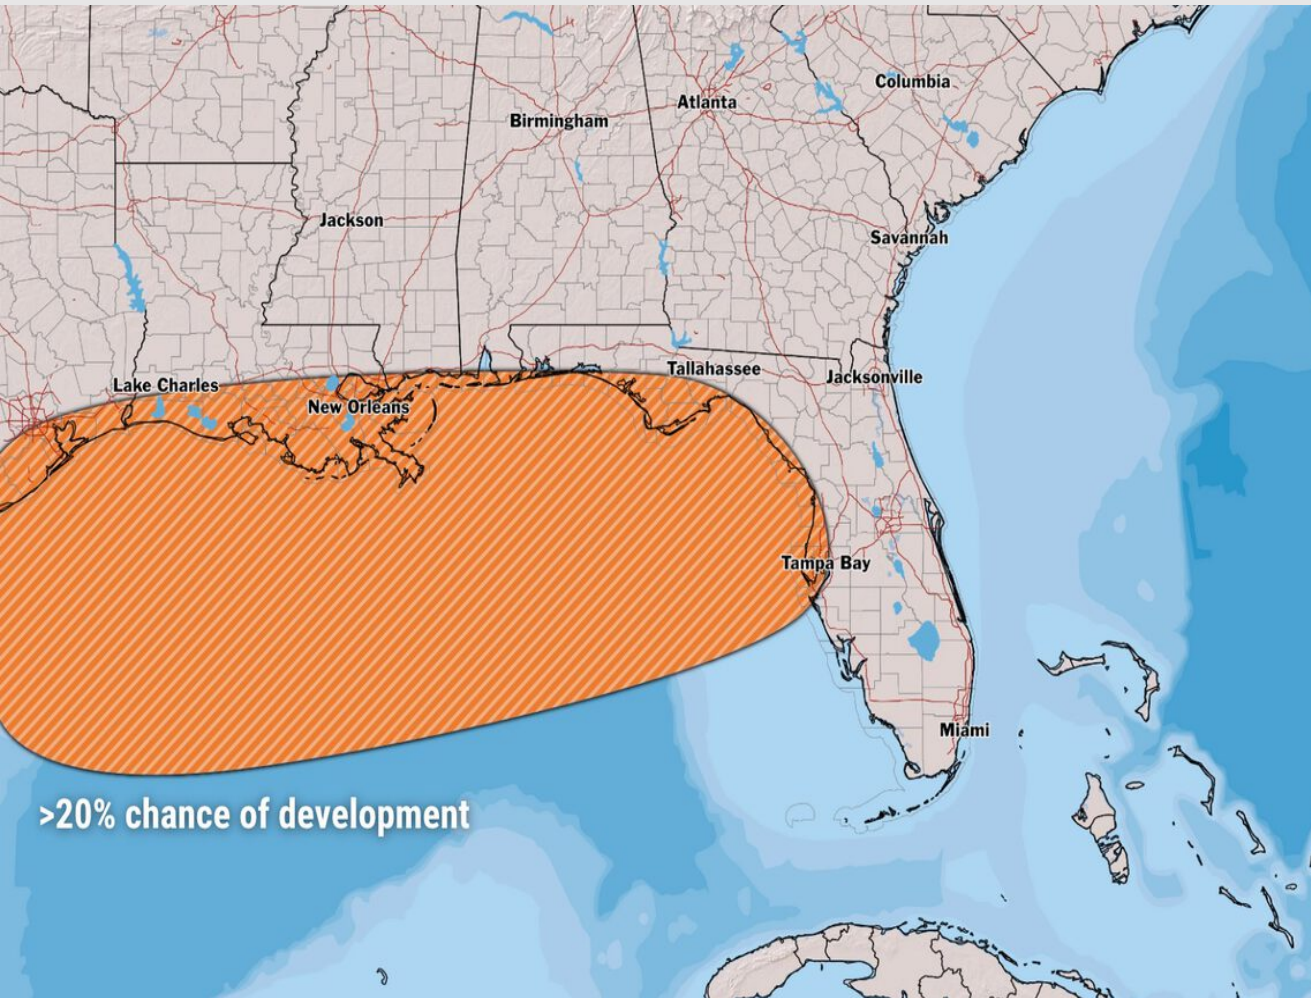 Columbia
Atlanta
Birmingham
Jackson
Savannah
Tallahassee
Jacksonville
Lake Charles
New Orleans
Tampa Bay
Miami
>20% chance of development